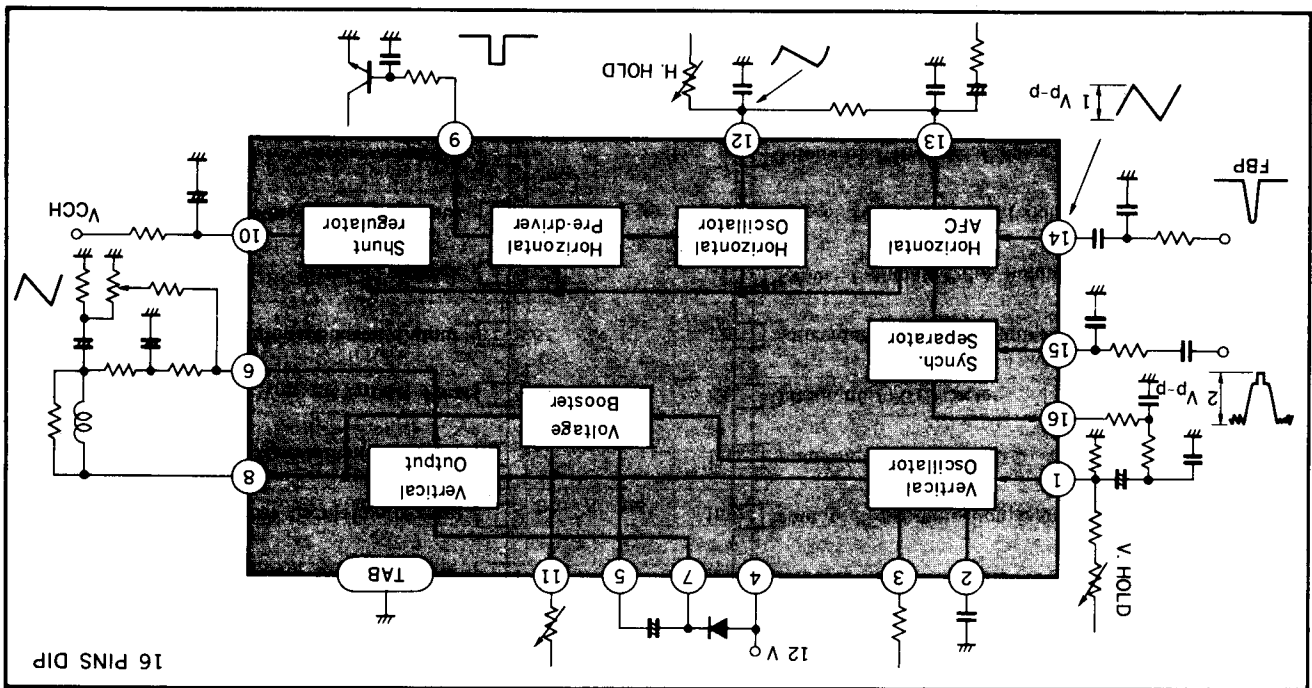 16 PINS DIP
12 V
V. HOLD
2
3
4
7
5
11
TAB
1
Vertical
Oscillator
Vertical
Output
8
2 Vp-p
16
Voltage
Booster
6
15
Synch.
Separator
FBP
14
Horizontal
AFC
Horizontal
Oscillator
Horizontal
Pre-driver
Shunt
regulator
10
VCCH
1 Vp-p
13
12
9
H. HOLD